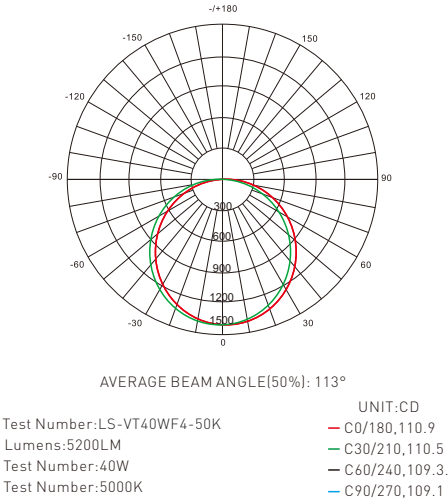 -/+180
-150 150
-120 120
-90 90
300
600
-60 60
900
1200
1500
-30 30
0
AVERAGE BEAM ANGLE(50%): 113°
UNIT:CD
Test Number:LS-VT40WF4-50K
C0/180,110.9
Lumens:5200LM
C30/210,110.5
Test Number:40W
C60/240,109.3.
Test Number:5000K
C90/270,109.1